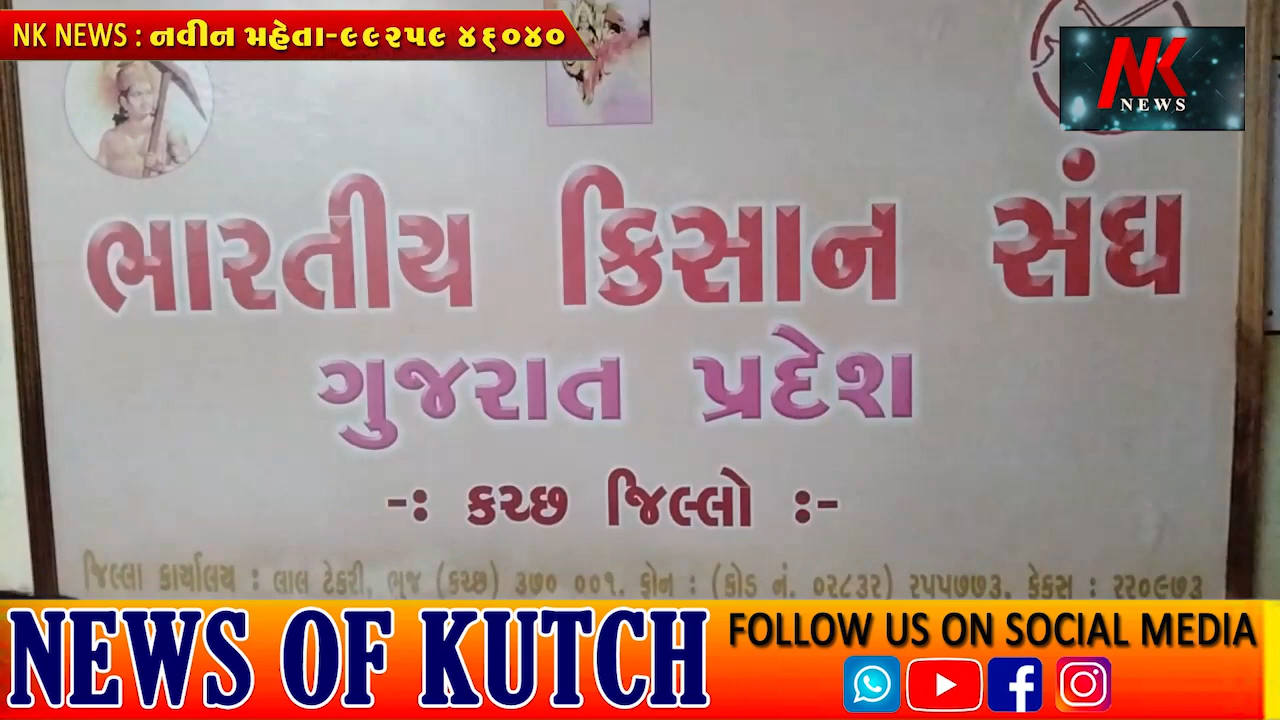 NK NEWS : નવીન મહેતા-૯૯૨૫૯ ૪૬૦૪૦
NK
NEWS
ભારતીય કિસાન સંઘ
ગુજરાત પ્રદેશ
-: કચ્છ જિલ્લો :-
જિલ્લા કાર્યાલય : લાલ ટેકરી, ભુજ (કચ્છ) ૩૭૦ ૦૦૧. ફોન : (કોડ નં. ૦૨૮૩૨) ૨૫૫૭૭૩, ફેકસ : ૨૨૦૯૭૩
NEWS OF KUTCH
FOLLOW US ON SOCIAL MEDIA